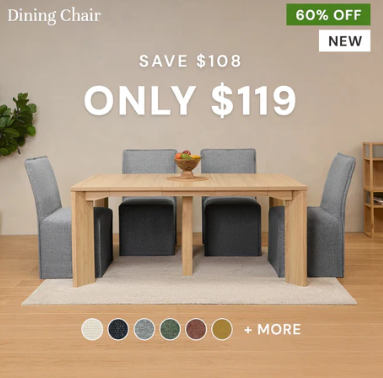 Dining Chair
60% OFF
NEW
SAVE $108
ONLY $119
+ MORE